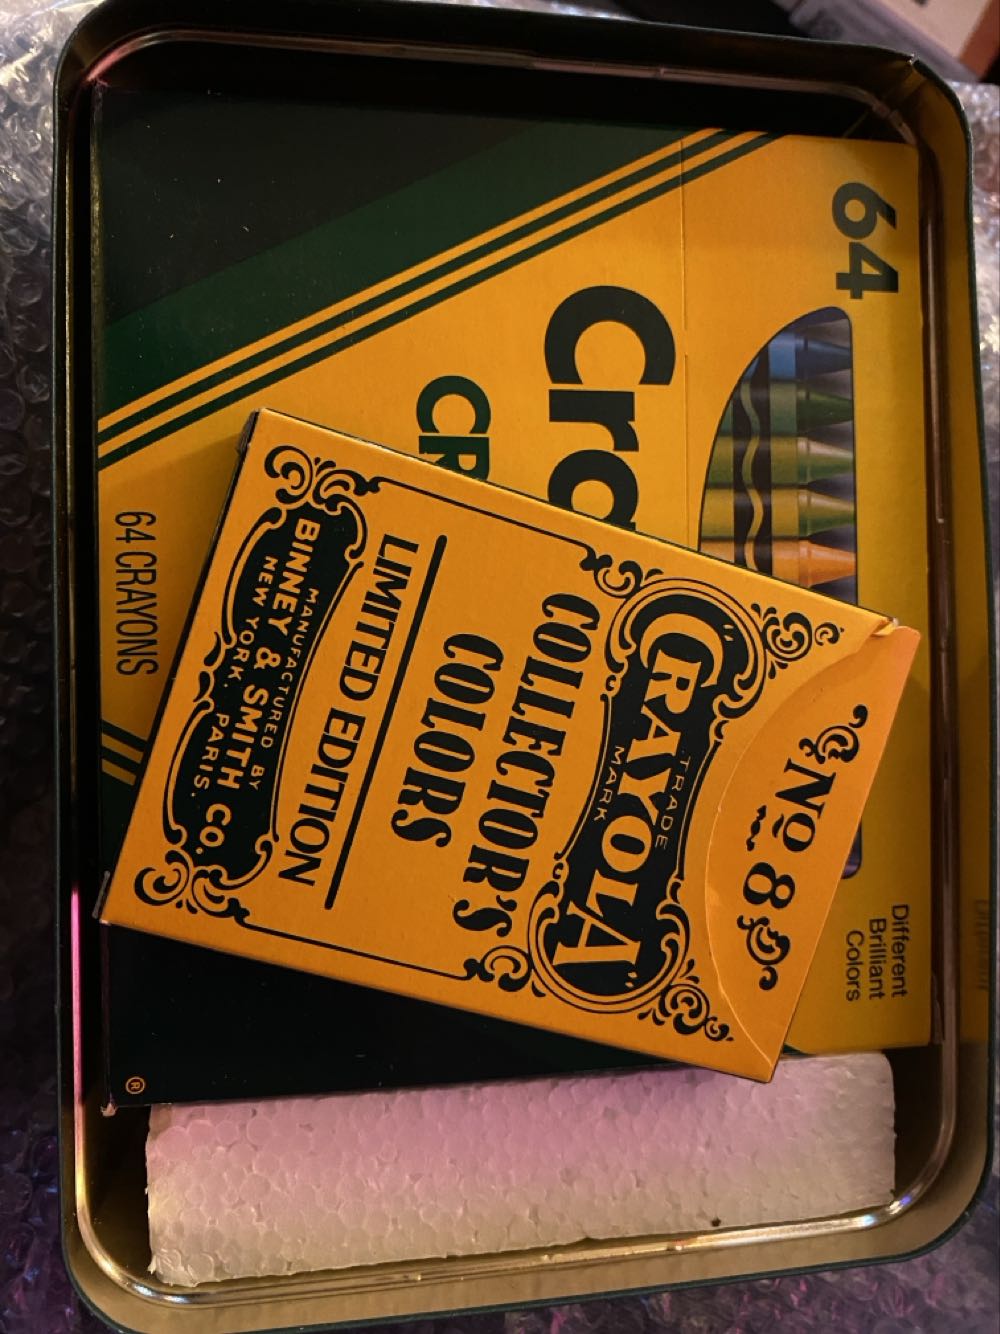 64
Different
Brilliant
Colors
Cra
CR
64 CRAYONS
®
Nº 8
"CRAYOLA"
TRADE
MARK
COLLECTOR'S
COLORS
LIMITED EDITION
MANUFACTURED BY
BINNEY & SMITH CO.
NEW YORK. PARIS.